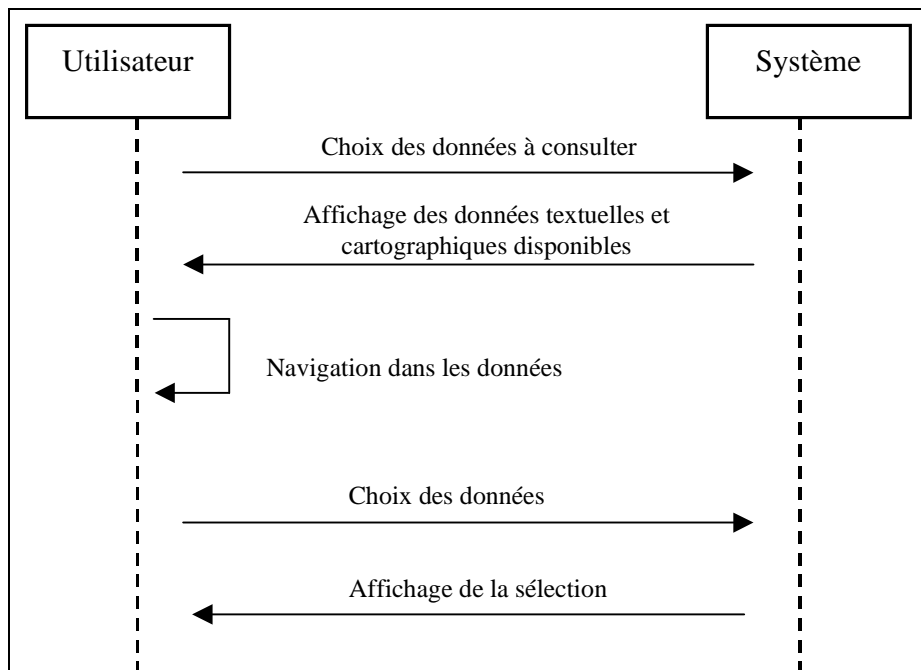 Utilisateur
Système
Choix des données à consulter
Affichage des données textuelles et
cartographiques disponibles
Navigation dans les données
Choix des données
Affichage de la sélection